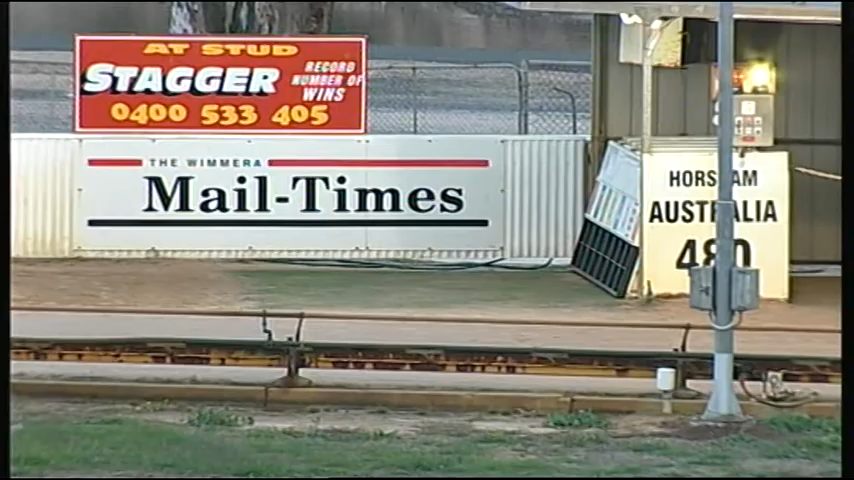 AT STUD
STAGGER
RECORD
NUMBER OF
WINS
0400 533 405
THE WIMMERA
Mail-Times
HORSHAM
AUSTRALIA
480